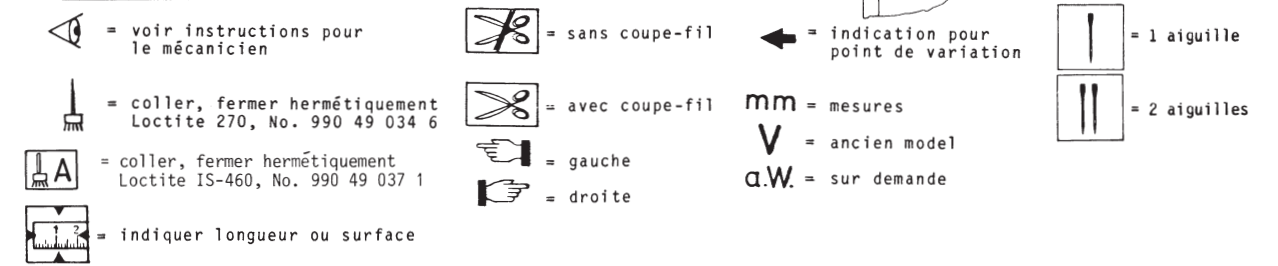 = voir instructions pour
le mécanicien
= coller, fermer hermétiquement
Loctite 270, No. 990 49 034 6
A = coller, fermer hermétiquement
Loctite IS-460, No. 990 49 037 1
1 2 = indiquer longueur ou surface
= sans coupe-fil
= avec coupe-fil
= gauche
= droite
= indication pour
point de variation
mm = mesures
V = ancien model
a.W. = sur demande
= 1 aiguille
= 2 aiguilles